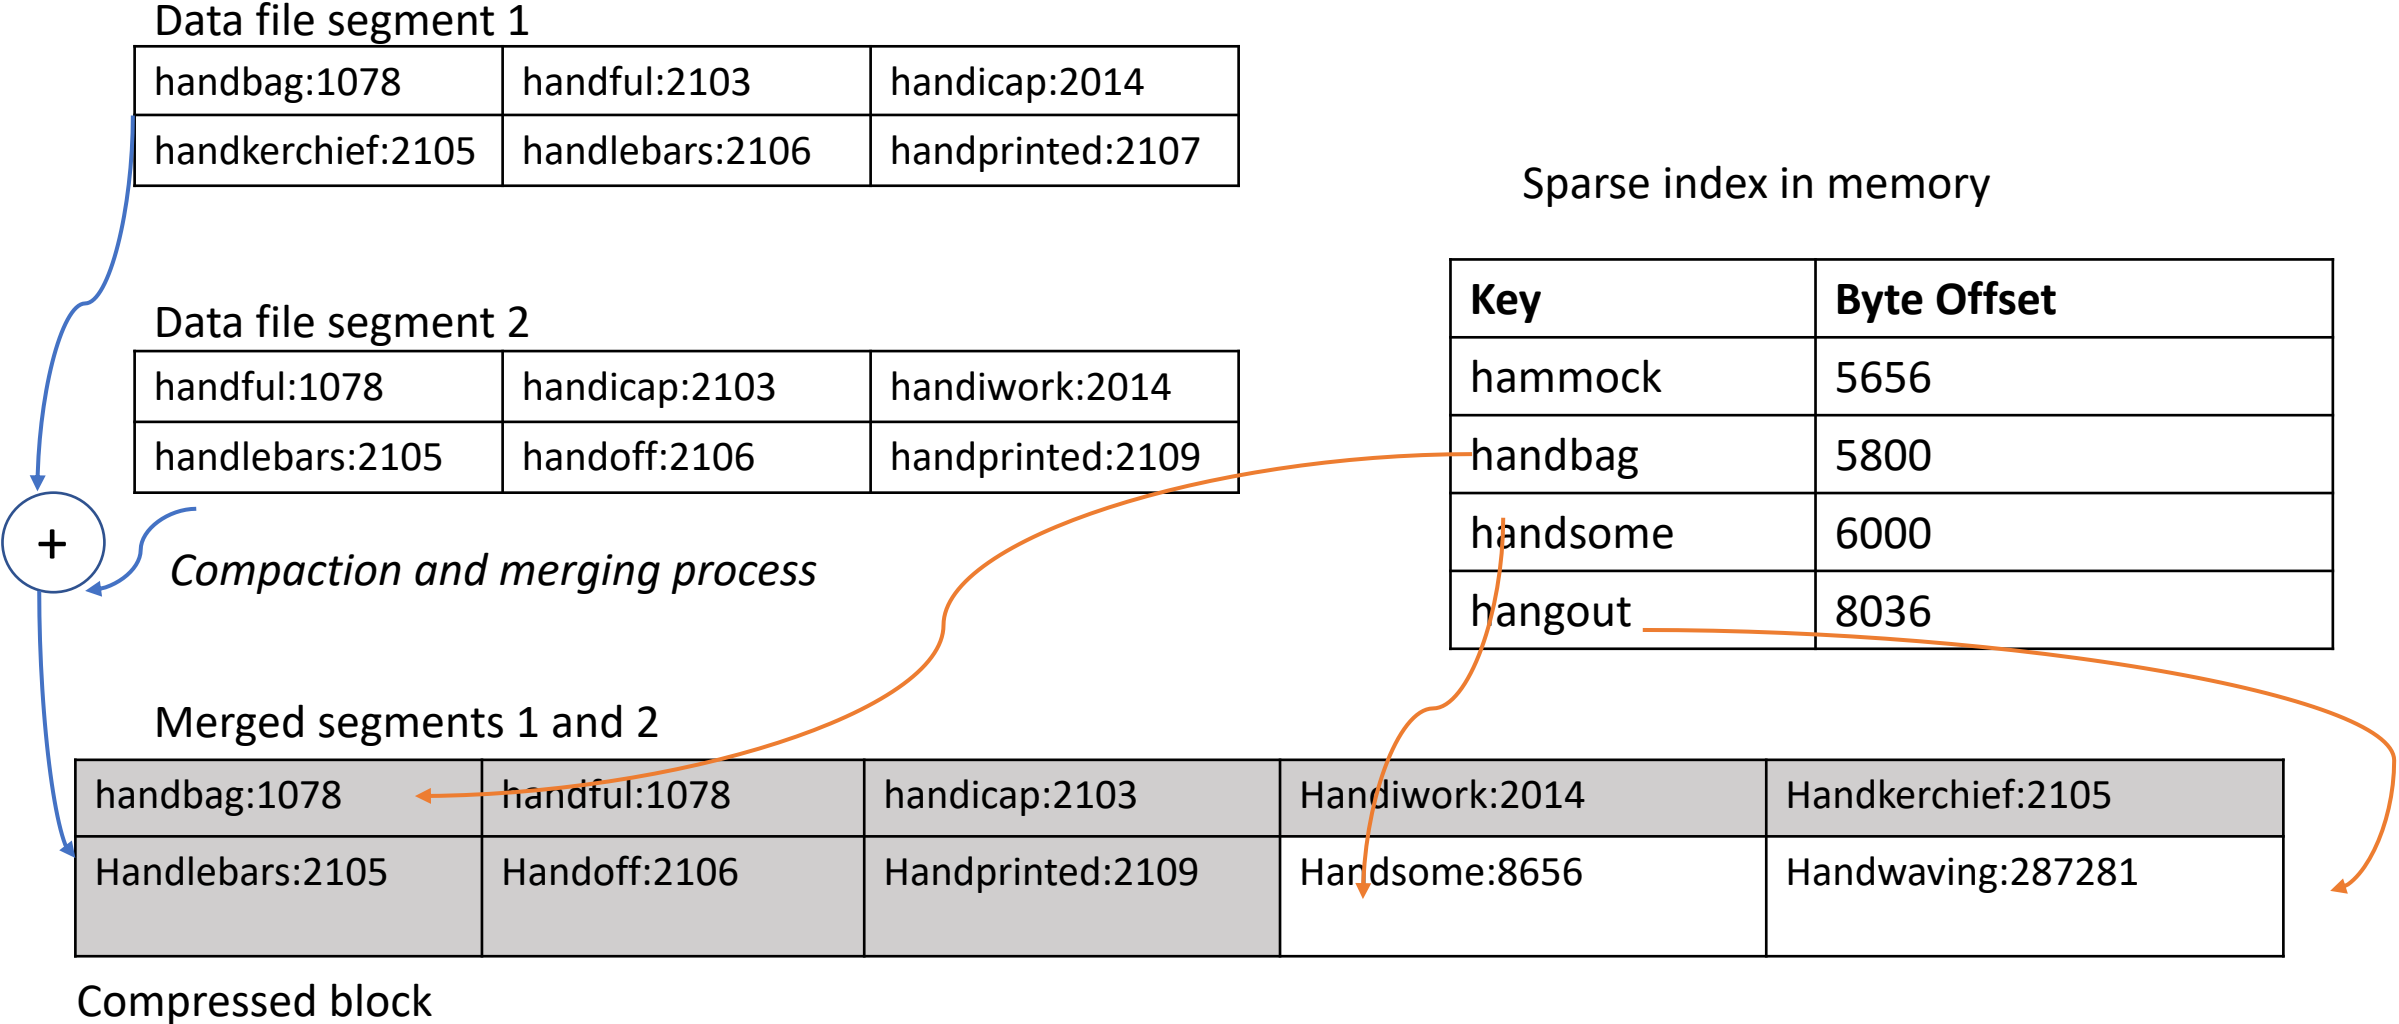 Data file segment 1
handbag:1078 handful:2103 handicap:2014
handkerchief:2105 handlebars:2106 handprinted:2107
Data file segment 2
handful:1078 handicap:2103 handiwork:2014
handlebars:2105 handoff:2106 handprinted:2109
+
Compaction and merging process
Sparse index in memory
Key Byte Offset
hammock 5656
handbag 5800
handsome 6000
hangout 8036
Merged segments 1 and 2
handbag:1078 handful:1078 handicap:2103 Handiwork:2014 Handkerchief:2105
Handlebars:2105 Handoff:2106 Handprinted:2109 Handsome:8656 Handwaving:287281
Compressed block